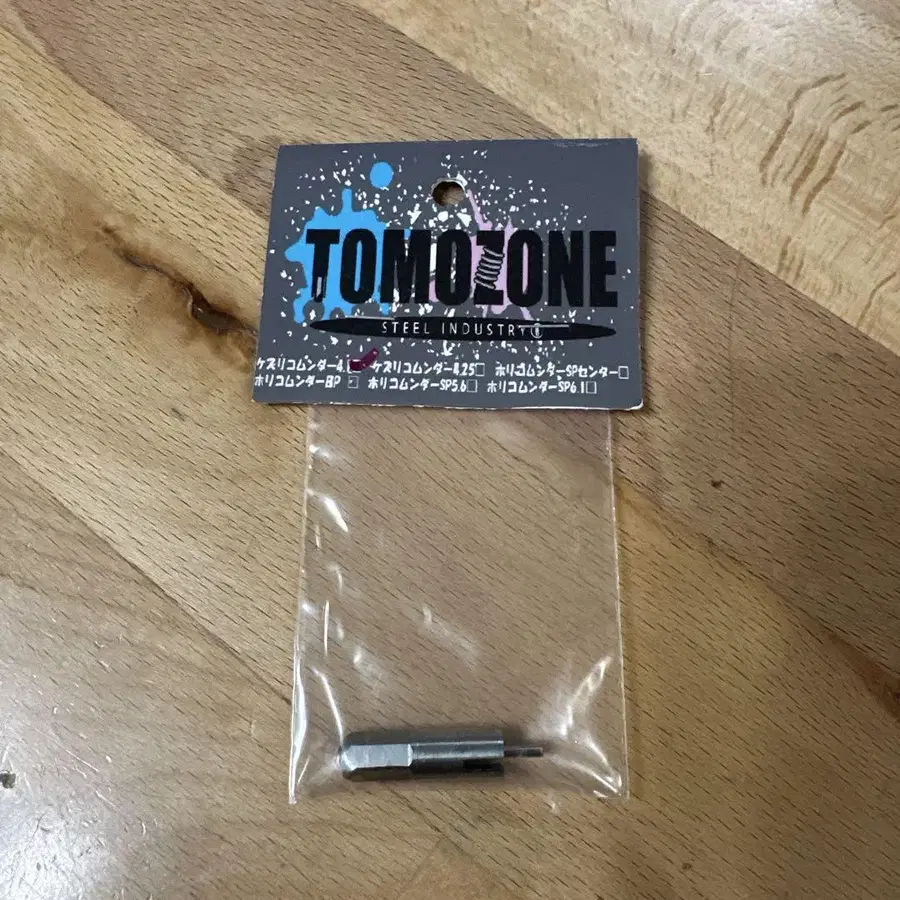 TOMOZONE
STEEL INDUSTRY®
ケズリコムンダー4. ケズリコムンダー4.25□ ホリコムンダーSPセンター□
ホリコムンダーBP □ ホリコムンダーSP5.6□ ホリコムンダーSP6.1□